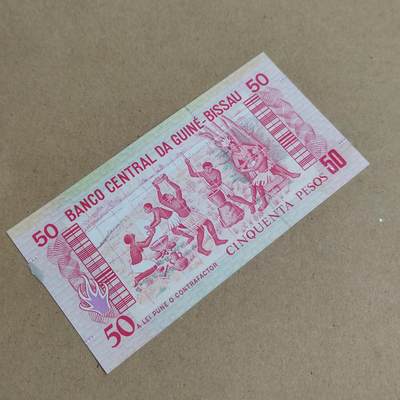 50
BANCO CENTRAL DA GUINÉ-BISSAU
50
50
A LEI PUNE O CONTRAFACTOR
CINQUENTA PESOS
50